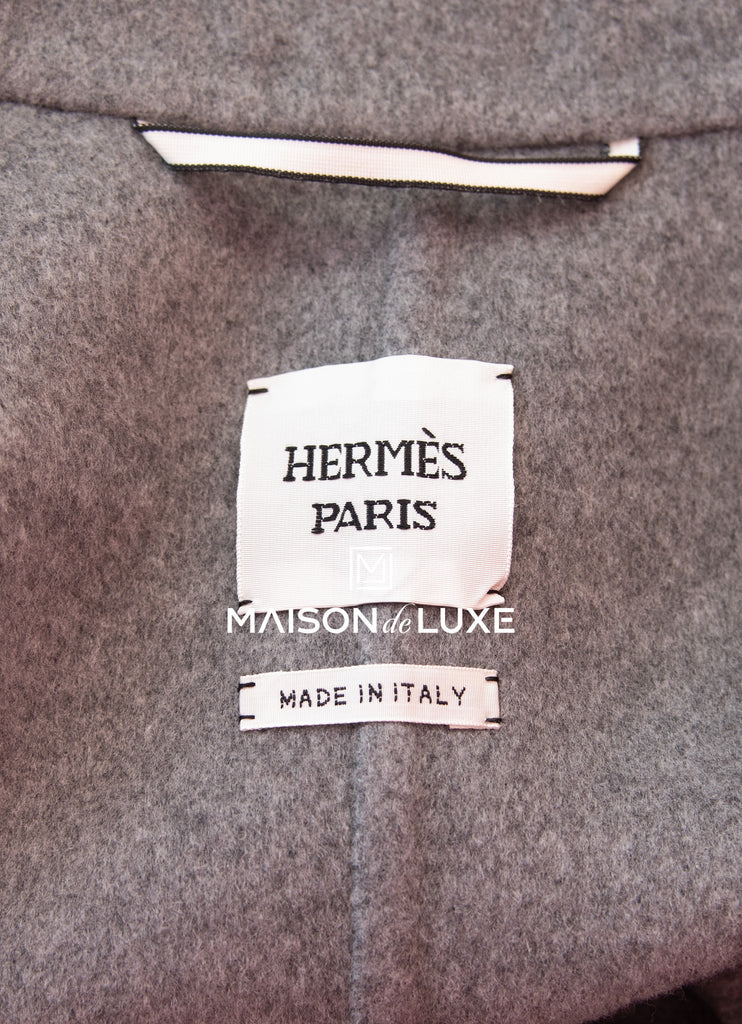 HERMÈS
PARIS
M
MAISON de LUXE
MADE IN ITALY